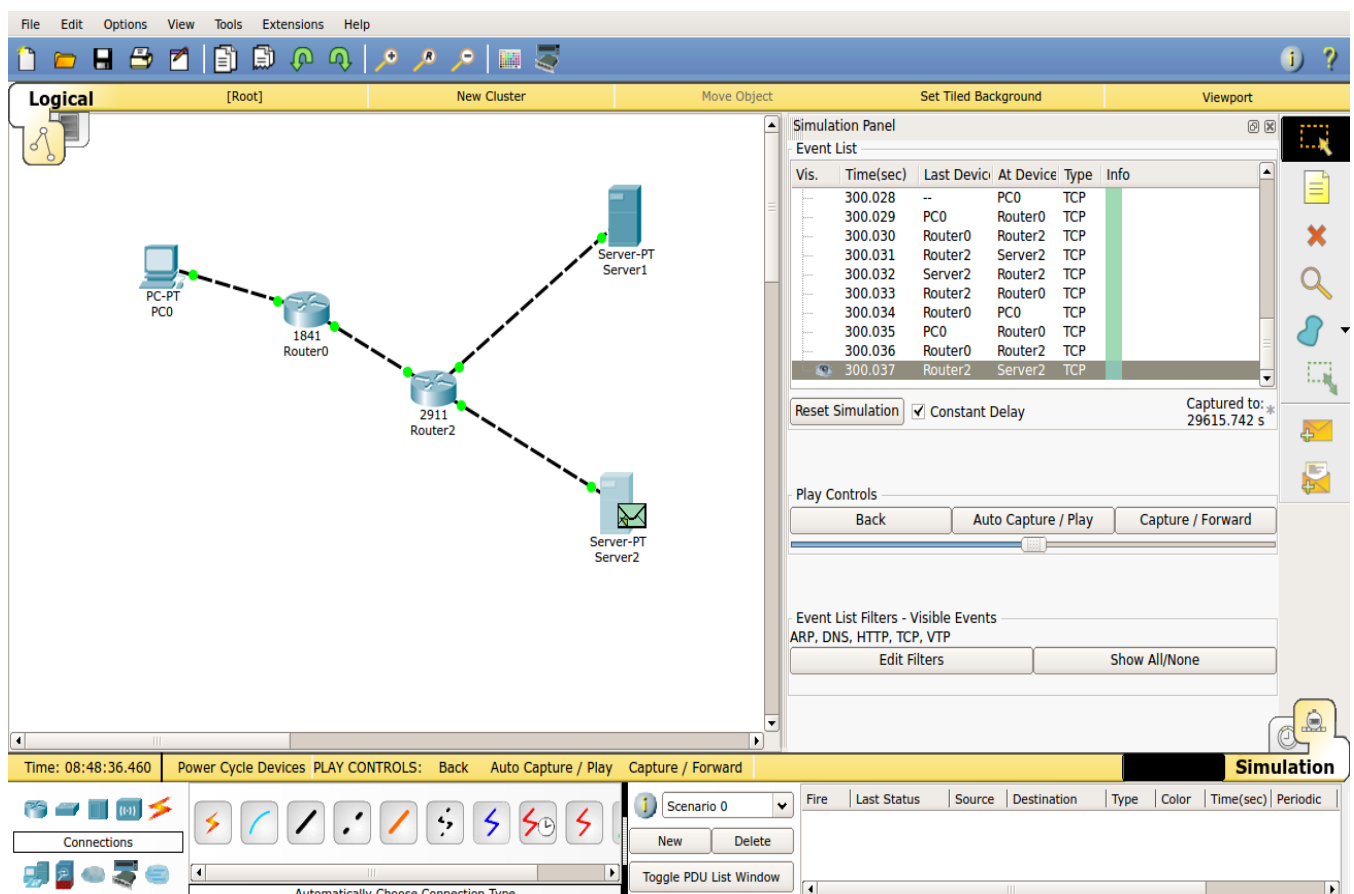 File Edit Options View Tools Extensions Help
Logical [Root] New Cluster Move Object Set Tiled Background Viewport
Simulation Panel
Event List
Vis. Time(sec) Last Devic At Device Type Info
300.028 -- PC0 TCP
300.029 PC0 Router0 TCP
300.030 Router0 Router2 TCP
300.031 Router2 Server2 TCP
300.032 Server2 Router2 TCP
300.033 Router2 Router0 TCP
300.034 Router0 PC0 TCP
300.035 PC0 Router0 TCP
300.036 Router0 Router2 TCP
300.037 Router2 Server2 TCP
Reset Simulation Constant Delay Captured to: *
29615.742 s
Play Controls
Back Auto Capture / Play Capture / Forward
Event List Filters - Visible Events
ARP, DNS, HTTP, TCP, VTP
Edit Filters Show All/None
Server-PT
Server1
PC-PT
PC0
1841
Router0
2911
Router2
Server-PT
Server2
Time: 08:48:36.460 Power Cycle Devices PLAY CONTROLS: Back Auto Capture / Play Capture / Forward Simulation
Connections
Automatically Choose Connection Type
Scenario 0
New Delete
Toggle PDU List Window
Fire Last Status Source Destination Type Color Time(sec) Periodic